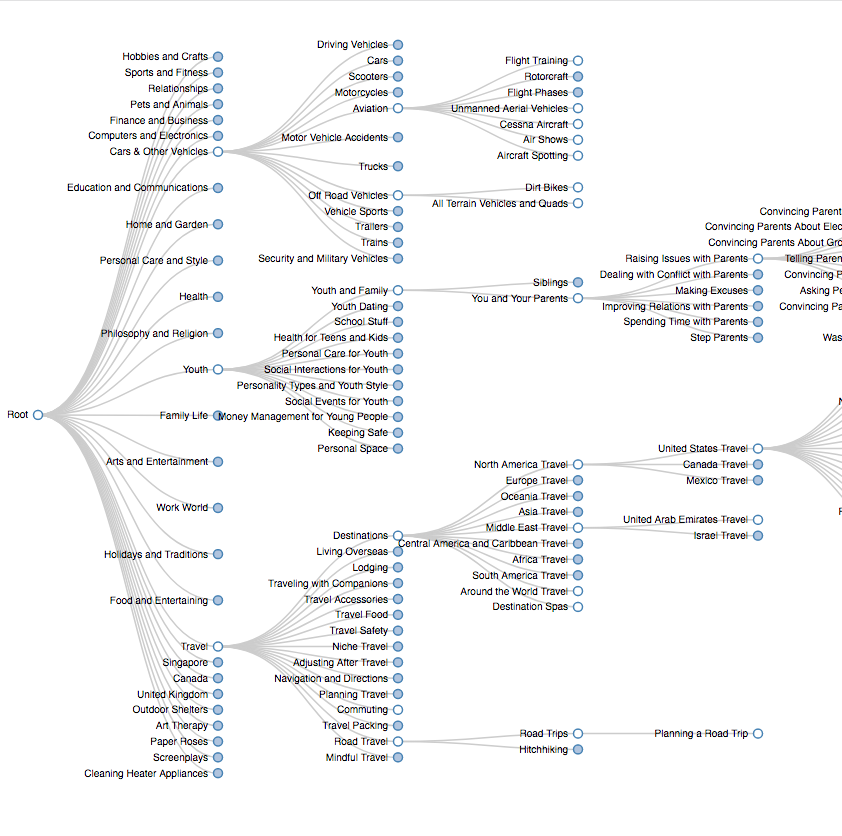 Root
Hobbies and Crafts
Sports and Fitness
Relationships
Pets and Animals
Finance and Business
Computers and Electronics
Cars & Other Vehicles
Education and Communications
Home and Garden
Personal Care and Style
Health
Philosophy and Religion
Youth
Family Life
Arts and Entertainment
Work World
Holidays and Traditions
Food and Entertaining
Travel
Singapore
Canada
United Kingdom
Outdoor Shelters
Art Therapy
Paper Roses
Screenplays
Cleaning Heater Appliances
Driving Vehicles
Cars
Scooters
Motorcycles
Aviation
Motor Vehicle Accidents
Trucks
Off Road Vehicles
Vehicle Sports
Trailers
Trains
Security and Military Vehicles
Youth and Family
Youth Dating
School Stuff
Health for Teens and Kids
Personal Care for Youth
Social Interactions for Youth
Personality Types and Youth Style
Social Events for Youth
Money Management for Young People
Keeping Safe
Personal Space
Destinations
Living Overseas
Lodging
Traveling with Companions
Travel Accessories
Travel Food
Travel Safety
Niche Travel
Adjusting After Travel
Navigation and Directions
Planning Travel
Commuting
Travel Packing
Road Travel
Mindful Travel
Flight Training
Rotorcraft
Flight Phases
Unmanned Aerial Vehicles
Cessna Aircraft
Air Shows
Aircraft Spotting
Dirt Bikes
All Terrain Vehicles and Quads
Siblings
You and Your Parents
North America Travel
Europe Travel
Oceania Travel
Asia Travel
Middle East Travel
Central America and Caribbean Travel
Africa Travel
South America Travel
Around the World Travel
Destination Spas
Road Trips
Hitchhiking
Raising Issues with Parents
Dealing with Conflict with Parents
Making Excuses
Improving Relations with Parents
Spending Time with Parents
Step Parents
United States Travel
Canada Travel
Mexico Travel
United Arab Emirates Travel
Israel Travel
Planning a Road Trip
Convincing Parent
Convincing Parents About Elec
Convincing Parents About Gro
Telling Paren
Convincing P
Asking Pa
Convincing Pa
Was